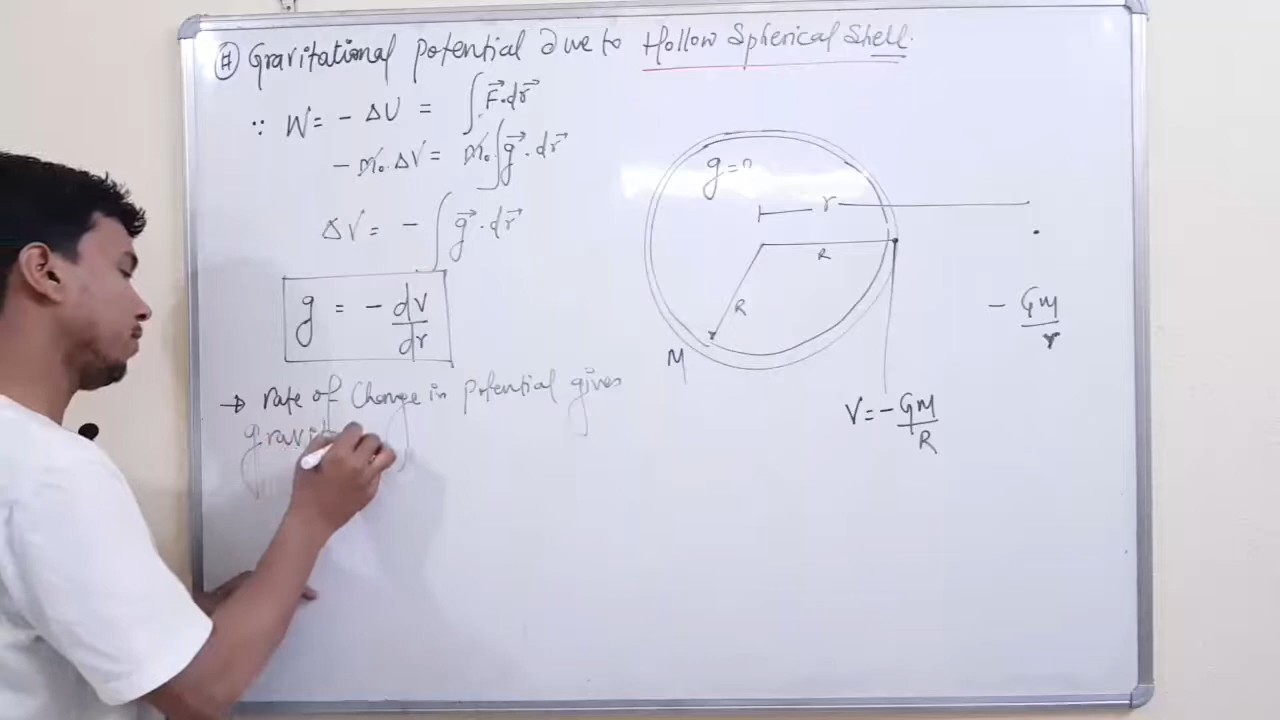 # Gravitational potential due to Hollow Spherical Shell.
∵ W = - ΔU = ∫ F⃗.dr⃗
- m₀.ΔV = m₀ ∫ g⃗.dr⃗
ΔV = - ∫ g⃗.dr⃗
g = - dV/dr
→ rate of Change in potential gives
g=0
r
R
R
M
- GM/r
V = - GM/R